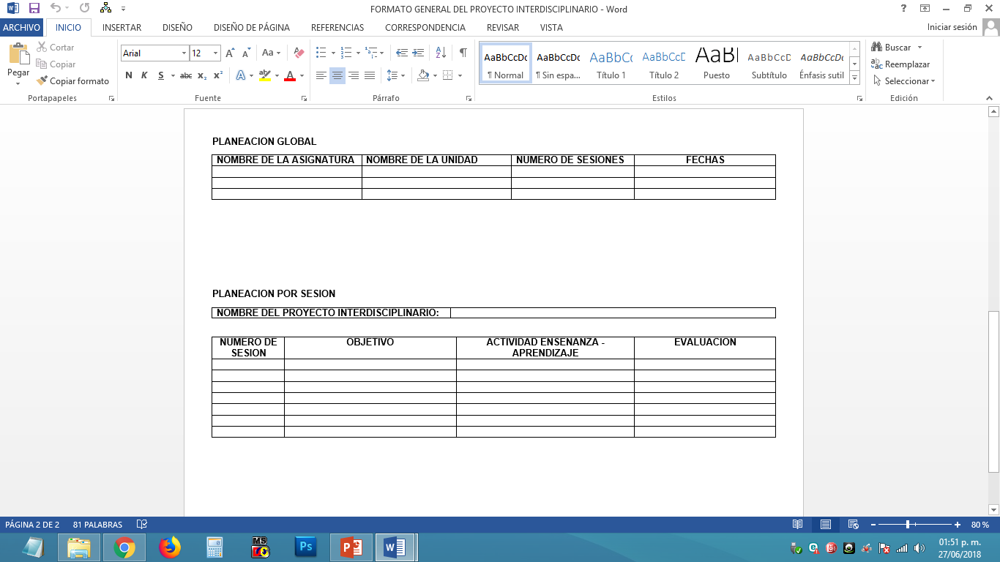 FORMATO GENERAL DEL PROYECTO INTERDISCIPLINARIO - Word
ARCHIVO INICIO INSERTAR DISEÑO DISEÑO DE PÁGINA REFERENCIAS CORRESPONDENCIA REVISAR VISTA Iniciar sesión
Pegar
Cortar
Copiar
Copiar formato
Portapapeles
Arial 12
N K S abc x₂ x²
Fuente
Párrafo
AaBbCcDc AaBbCcDc AaBbCc AaBbCcD AaB AaBbCcD AaBbCcDc
¶ Normal ¶ Sin espa... Título 1 Título 2 Puesto Subtítulo Énfasis sutil
Estilos
Buscar
Reemplazar
Seleccionar
Edición
PLANEACION GLOBAL
NOMBRE DE LA ASIGNATURA NOMBRE DE LA UNIDAD NUMERO DE SESIONES FECHAS
PLANEACION POR SESION
NOMBRE DEL PROYECTO INTERDISCIPLINARIO:
NUMERO DE SESION OBJETIVO ACTIVIDAD ENSENANZA - APRENDIZAJE EVALUACION
PÁGINA 2 DE 2 81 PALABRAS 80 %
01:51 p. m.
27/06/2018